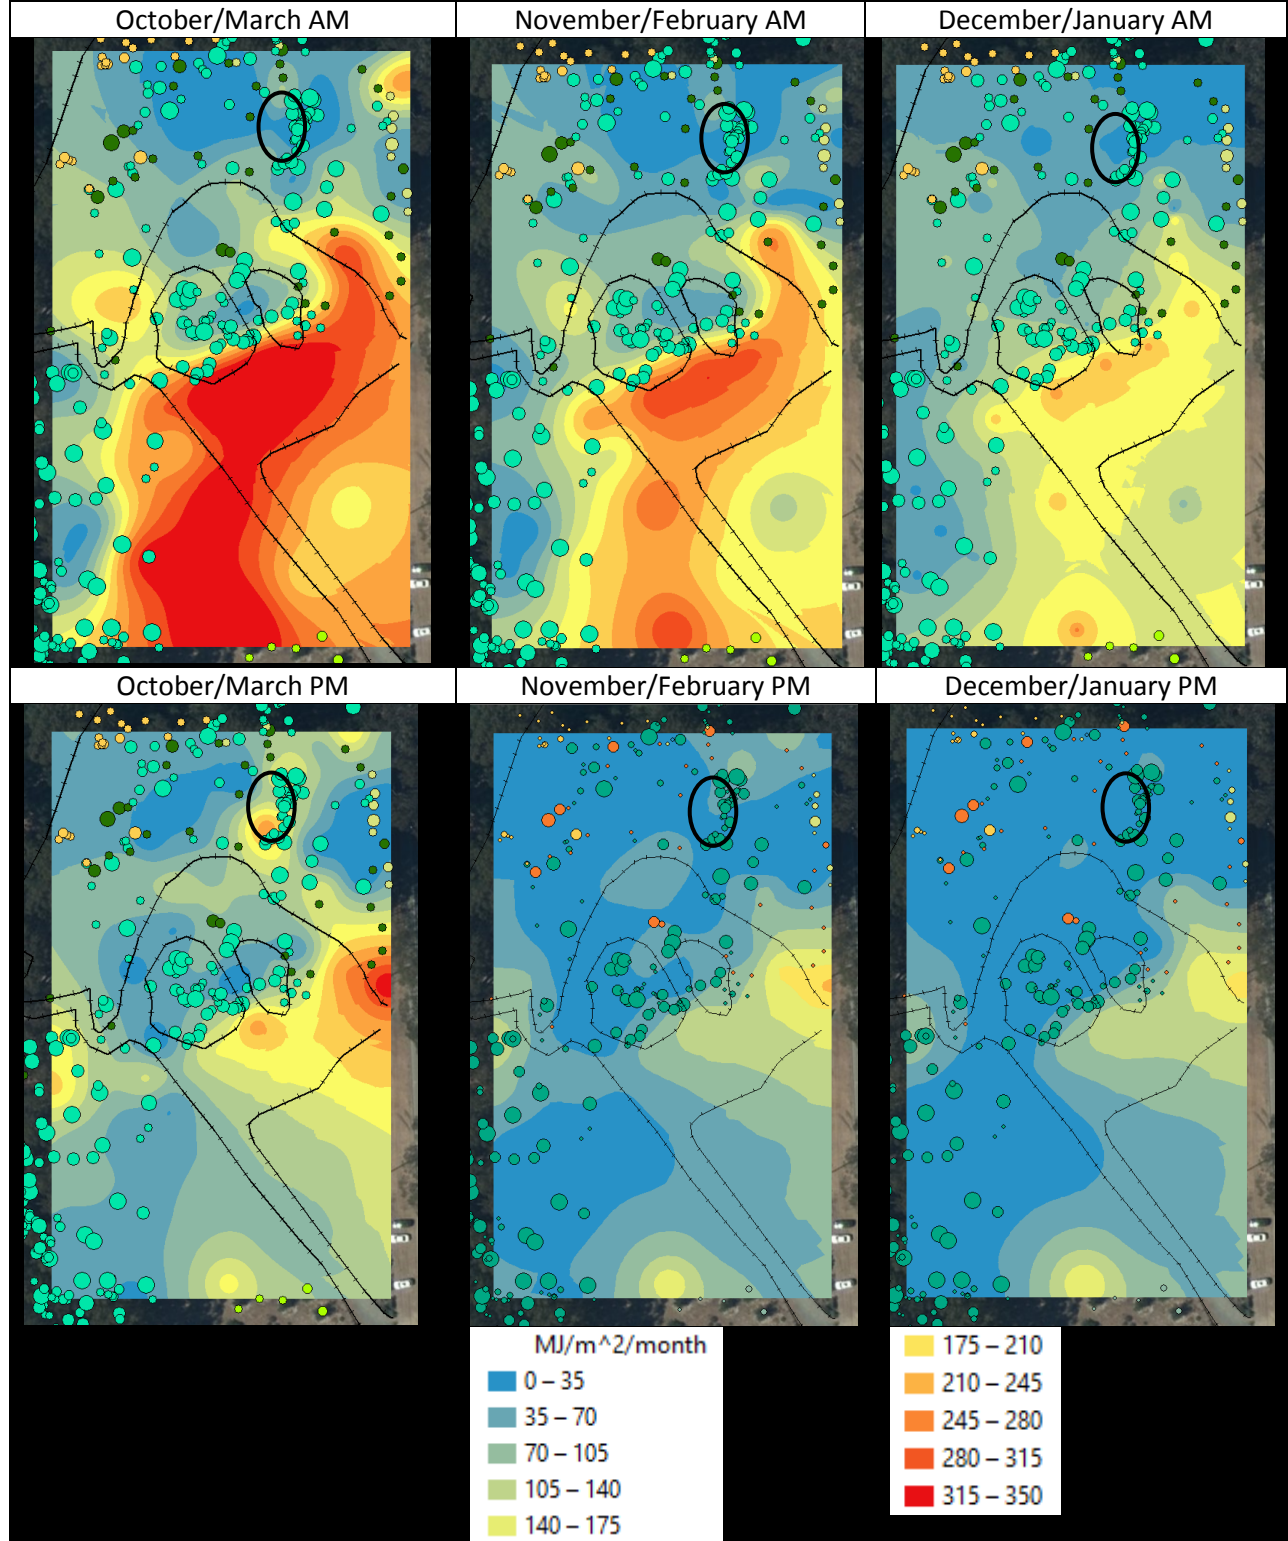 October/March AM
November/February AM
December/January AM
October/March PM
November/February PM
December/January PM
MJ/m^2/month
0 – 35
35 – 70
70 – 105
105 – 140
140 – 175
175 – 210
210 – 245
245 – 280
280 – 315
315 – 350